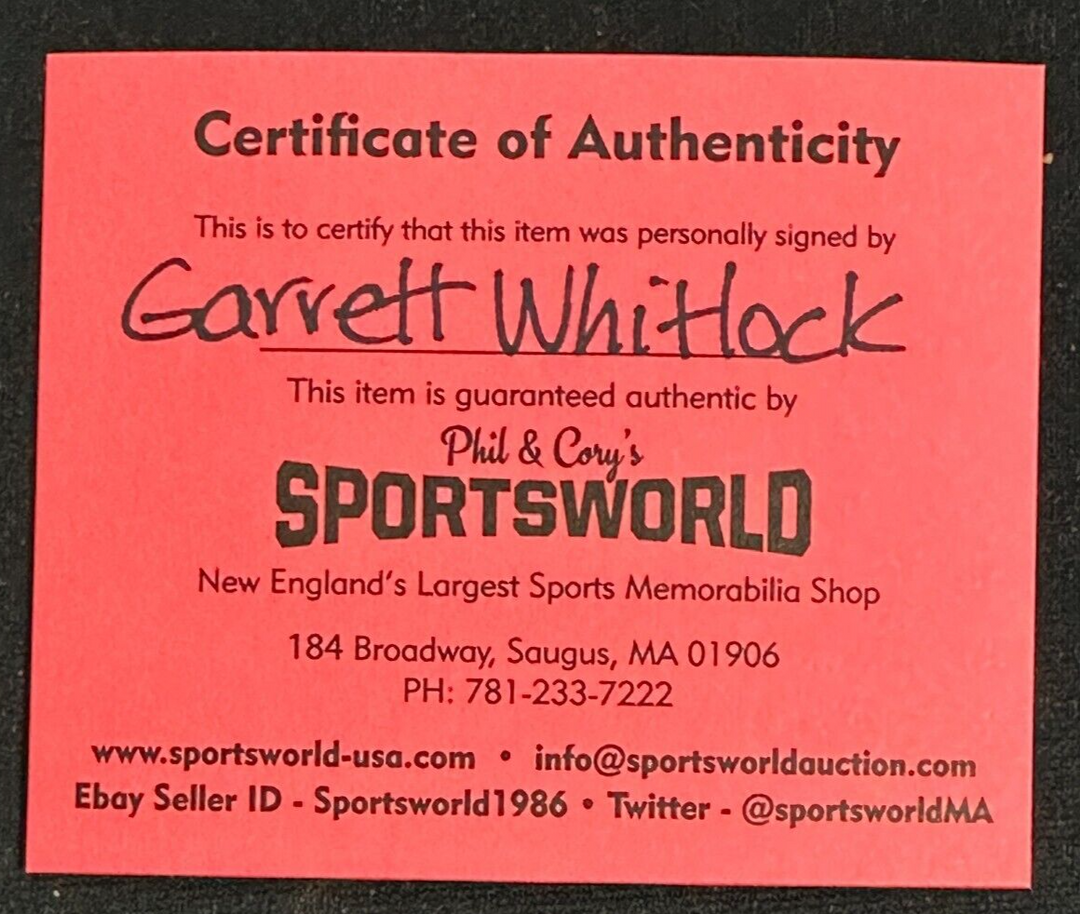 Certificate of Authenticity
This is to certify that this item was personally signed by
Garrett Whitlock
This item is guaranteed authentic by
Phil & Cory's
SPORTSWORLD
New England's Largest Sports Memorabilia Shop
184 Broadway, Saugus, MA 01906
PH: 781-233-7222
www.sportsworld-usa.com • info@sportsworldauction.com
Ebay Seller ID - Sportsworld1986 • Twitter - @sportsworldMA